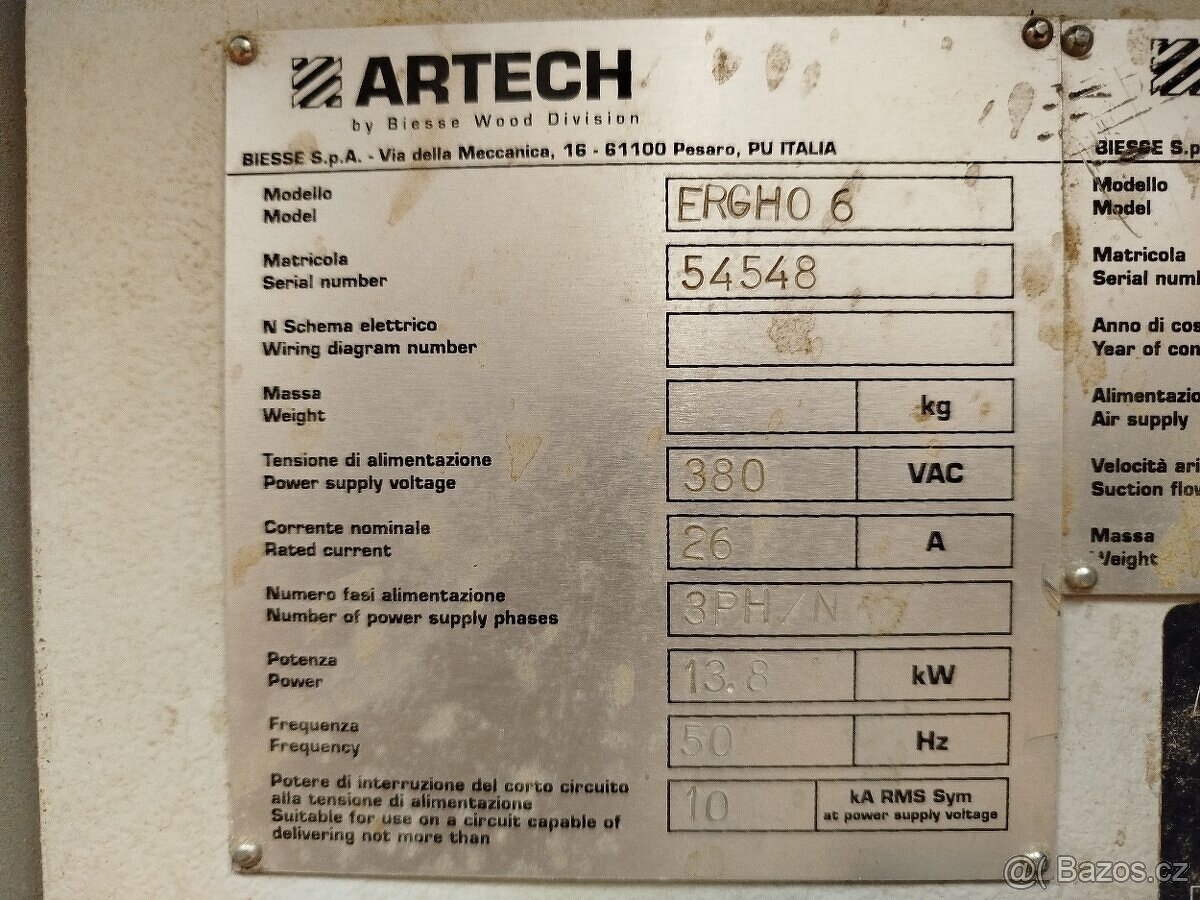 ARTECH
by Biesse Wood Division
BIESSE S.p.A. - Via della Meccanica, 16 - 61100 Pesaro, PU ITALIA
Modello
Model
ERGHO 6
Matricola
Serial number
54548
N Schema elettrico
Wiring diagram number
Massa
Weight
kg
Tensione di alimentazione
Power supply voltage
380 VAC
Corrente nominale
Rated current
26 A
Numero fasi alimentazione
Number of power supply phases
3PH/N
Potenza
Power
13.8 kW
Frequenza
Frequency
50 Hz
Potere di interruzione del corto circuito
alla tensione di alimentazione
Suitable for use on a circuit capable of
delivering not more than
10
kA RMS Sym
at power supply voltage
BIESSE S.p
Modello
Model
Matricola
Serial num
Anno di cos
Year of con
Alimentazio
Air supply
Velocità ari
Suction flow
Massa
Weight
Bazos.cz